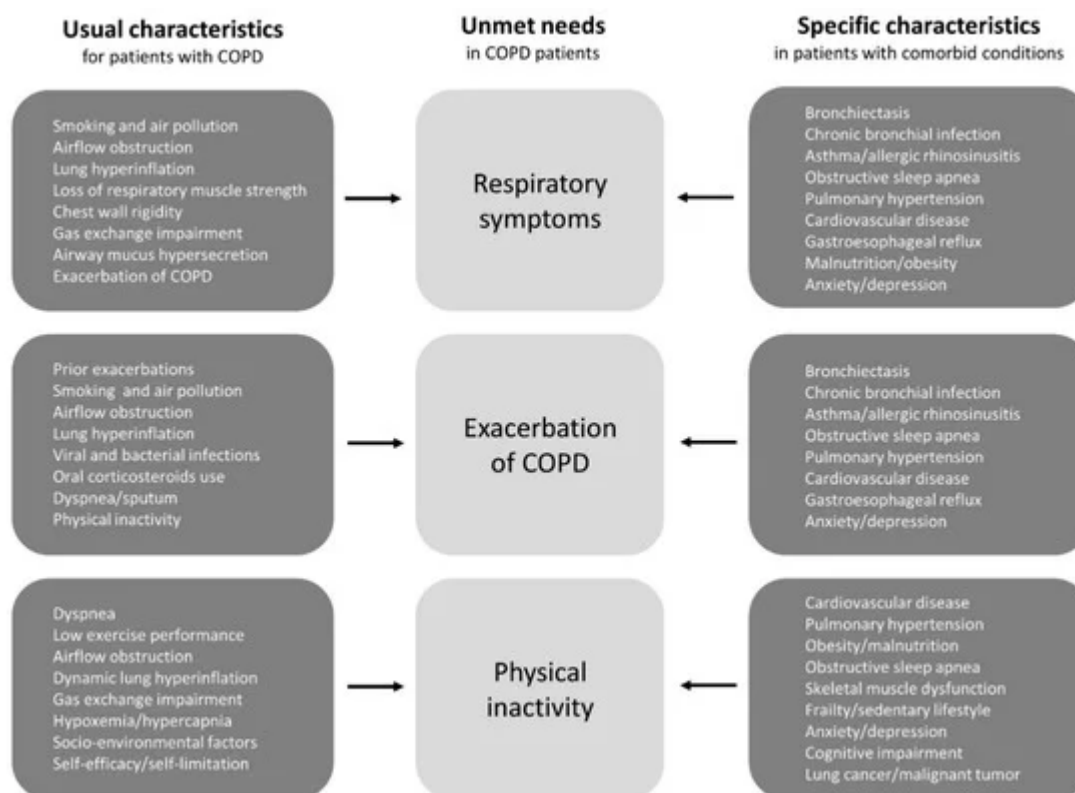 Usual characteristics
for patients with COPD
Unmet needs
in COPD patients
Specific characteristics
in patients with comorbid conditions
Smoking and air pollution
Airflow obstruction
Lung hyperinflation
Loss of respiratory muscle strength
Chest wall rigidity
Gas exchange impairment
Airway mucus hypersecretion
Exacerbation of COPD
Respiratory
symptoms
Bronchiectasis
Chronic bronchial infection
Asthma/allergic rhinosinusitis
Obstructive sleep apnea
Pulmonary hypertension
Cardiovascular disease
Gastroesophageal reflux
Malnutrition/obesity
Anxiety/depression
Prior exacerbations
Smoking and air pollution
Airflow obstruction
Lung hyperinflation
Viral and bacterial infections
Oral corticosteroids use
Dyspnea/sputum
Physical inactivity
Exacerbation
of COPD
Bronchiectasis
Chronic bronchial infection
Asthma/allergic rhinosinusitis
Obstructive sleep apnea
Pulmonary hypertension
Cardiovascular disease
Gastroesophageal reflux
Anxiety/depression
Dyspnea
Low exercise performance
Airflow obstruction
Dynamic lung hyperinflation
Gas exchange impairment
Hypoxemia/hypercapnia
Socio-environmental factors
Self-efficacy/self-limitation
Physical
inactivity
Cardiovascular disease
Pulmonary hypertension
Obesity/malnutrition
Obstructive sleep apnea
Skeletal muscle dysfunction
Frailty/sedentary lifestyle
Anxiety/depression
Cognitive impairment
Lung cancer/malignant tumor